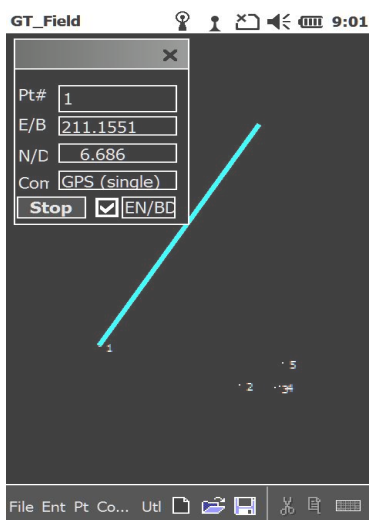 GT_Field 9:01
Pt# 1
E/B 211.1551
N/D 6.686
Com GPS (single)
Stop EN/BD
1
5
2 34
File Ent Pt Co... Utl